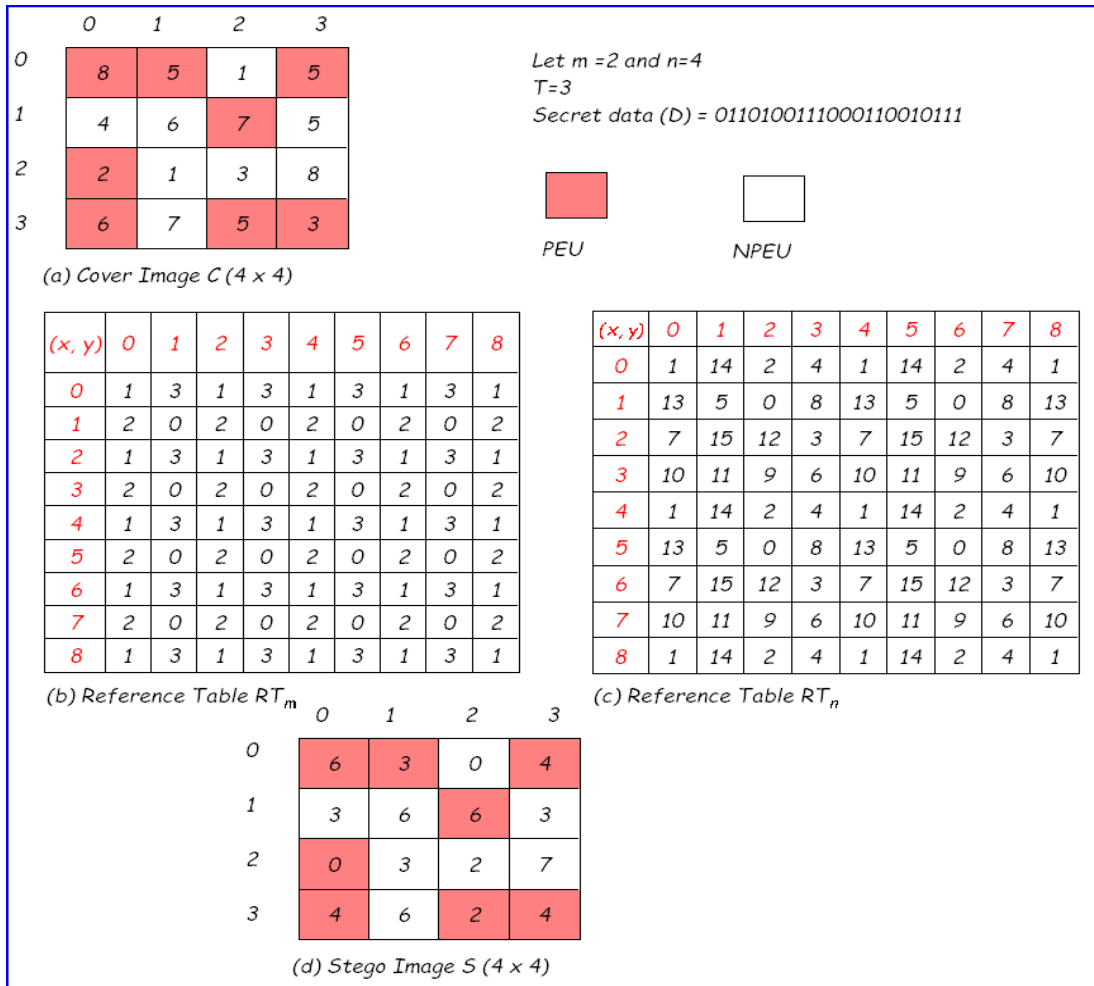 0 1 2 3
0 8 5 1 5
1 4 6 7 5
2 2 1 3 8
3 6 7 5 3
(a) Cover Image C (4 x 4)
Let m =2 and n=4
T=3
Secret data (D) = 0110100111000110010111
PEU NPEU
(x, y) 0 1 2 3 4 5 6 7 8
0 1 3 1 3 1 3 1 3 1
1 2 0 2 0 2 0 2 0 2
2 1 3 1 3 1 3 1 3 1
3 2 0 2 0 2 0 2 0 2
4 1 3 1 3 1 3 1 3 1
5 2 0 2 0 2 0 2 0 2
6 1 3 1 3 1 3 1 3 1
7 2 0 2 0 2 0 2 0 2
8 1 3 1 3 1 3 1 3 1
(b) Reference Table RTm
(x, y) 0 1 2 3 4 5 6 7 8
0 1 14 2 4 1 14 2 4 1
1 13 5 0 8 13 5 0 8 13
2 7 15 12 3 7 15 12 3 7
3 10 11 9 6 10 11 9 6 10
4 1 14 2 4 1 14 2 4 1
5 13 5 0 8 13 5 0 8 13
6 7 15 12 3 7 15 12 3 7
7 10 11 9 6 10 11 9 6 10
8 1 14 2 4 1 14 2 4 1
(c) Reference Table RTn
0 1 2 3
0 6 3 0 4
1 3 6 6 3
2 0 3 2 7
3 4 6 2 4
(d) Stego Image S (4 x 4)